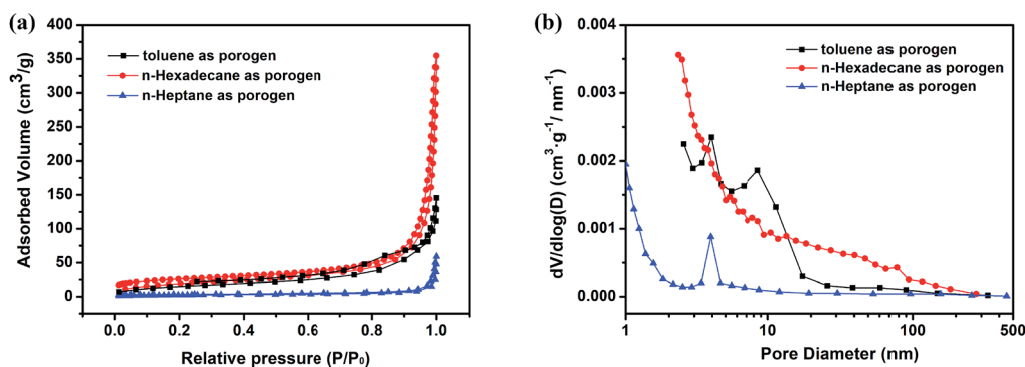 (a)
400
350
300
250
200
150
100
50
0
Adsorbed Volume (cm³/g)
toluene as porogen
n-Hexadecane as porogen
n-Heptane as porogen
0.0 0.2 0.4 0.6 0.8 1.0
Relative pressure (P/P₀)
(b)
0.004
0.003
0.002
0.001
0.000
dV/dlog(D) (cm³·g⁻¹/ nm⁻¹)
toluene as porogen
n-Hexadecane as porogen
n-Heptane as porogen
1 10 100 500
Pore Diameter (nm)